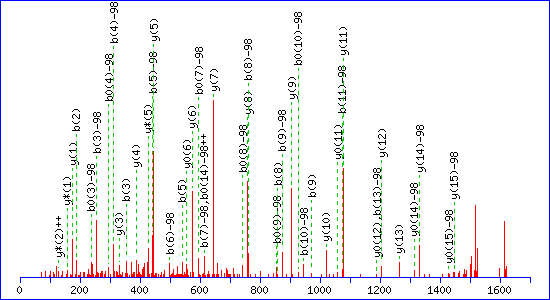 y*(2)++
y*(1)
y(1)
b(2)
b0(3)-98
b(3)-98
b0(4)-98
b(4)-98
y(3)
b(3)
y(4)
y*(5)
b(5)-98
y(5)
b(6)-98
b(5)
y0(6)
y(6)
b0(7)-98
b(7)-98,b0(14)-98++
y(7)
b0(8)-98
y(8)
b(8)-98
b0(9)-98
b(9)-98
b(8)
y(9)
b0(10)-98
b(10)-98
b(9)
y(10)
y0(11)
b(11)-98
y(11)
y0(12),b(13)-98
y(12)
y(13)
y0(14)-98
y(14)-98
y0(15)-98
y(15)-98
0 200 400 600 800 1000 1200 1400 1600